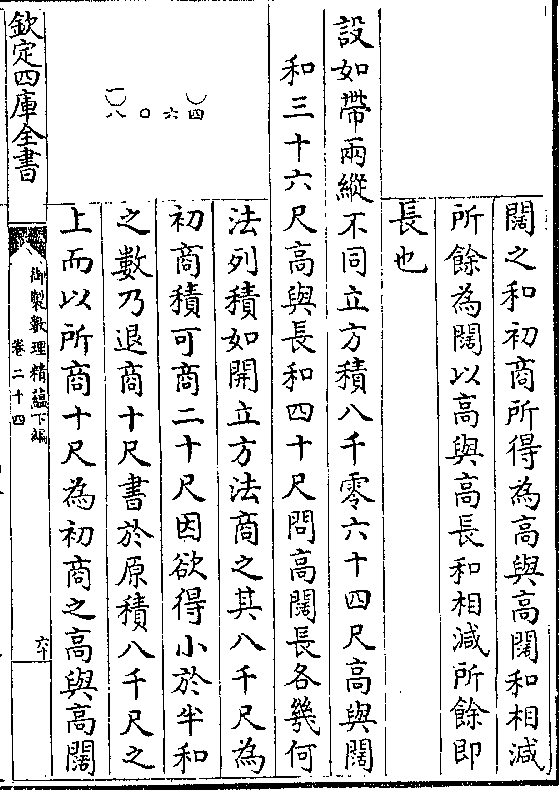 闊之和初商所得為高與高闊和相減
所餘為闊以高與高長和相減所餘即
長也
設如帶兩縱不同立方積八千零六十四尺高與闊
和三十六尺高與長和四十尺問高闊長各幾何
法列積如開立方法商之其八千尺為
初商積可商二十尺因欲得小於半和
之數乃退商十尺書於原積八千尺之
上而以所商十尺為初商之高與高闊
一八〇六四
欽定四庫全書
御製數理精蘊下編
卷二十四
六十